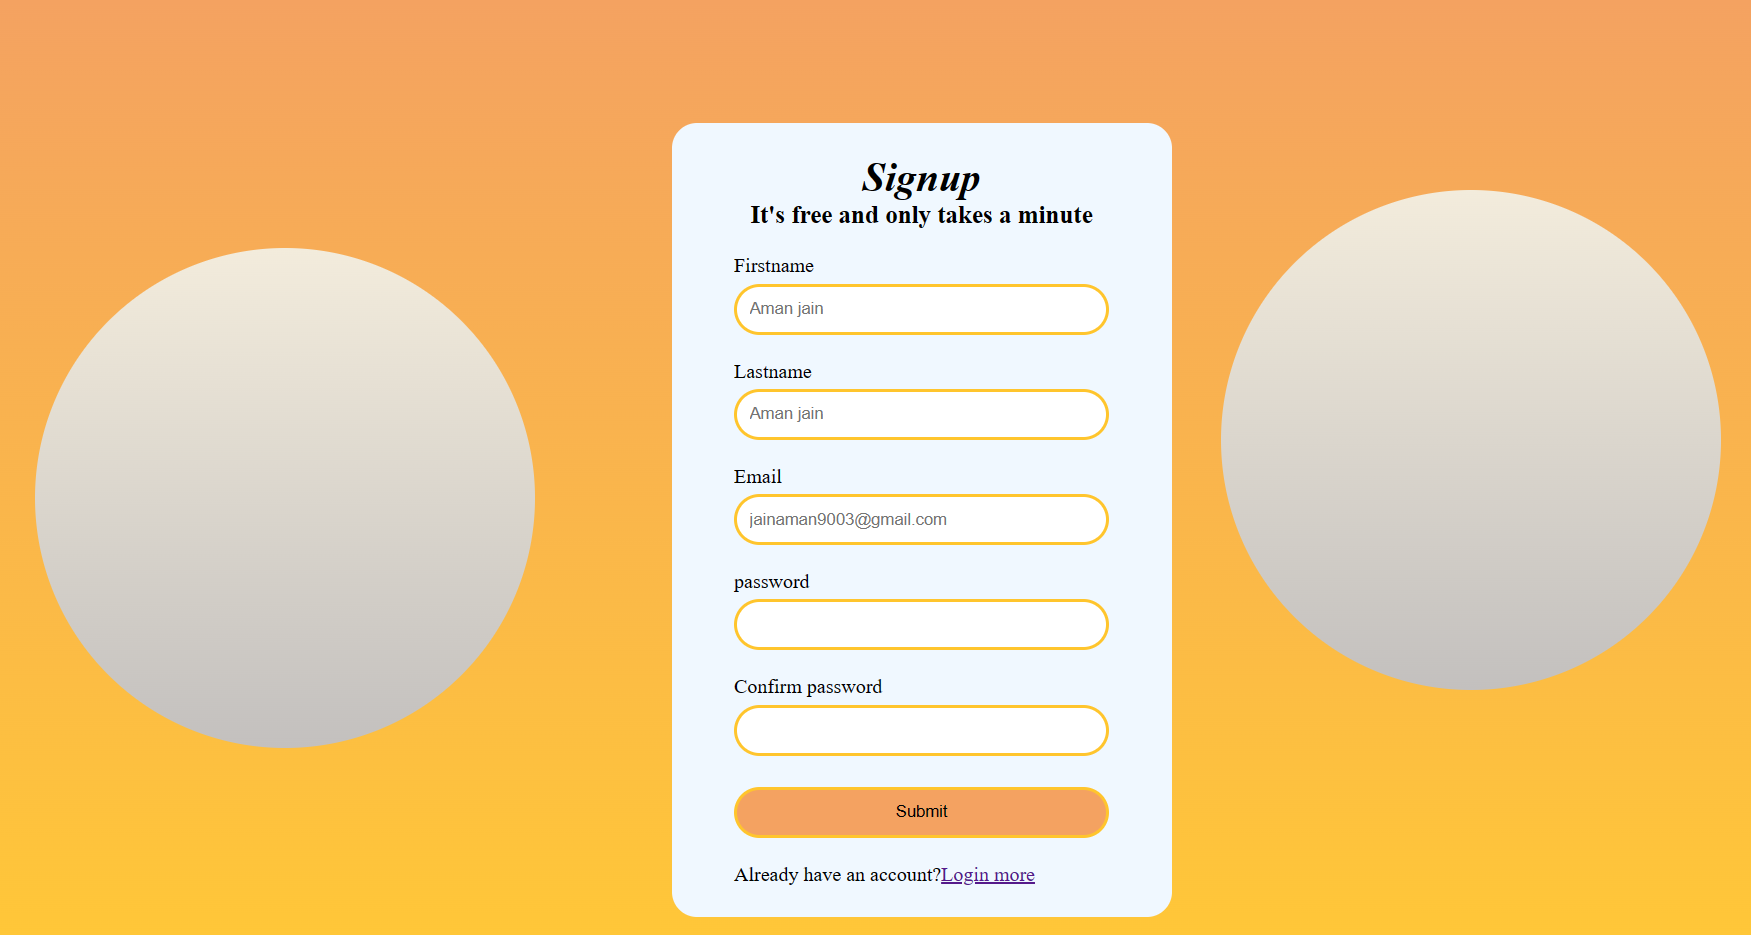 Signup
It's free and only takes a minute
Firstname
Aman jain
Lastname
Aman jain
Email
jainaman9003@gmail.com
password
Confirm password
Submit
Already have an account?Login more